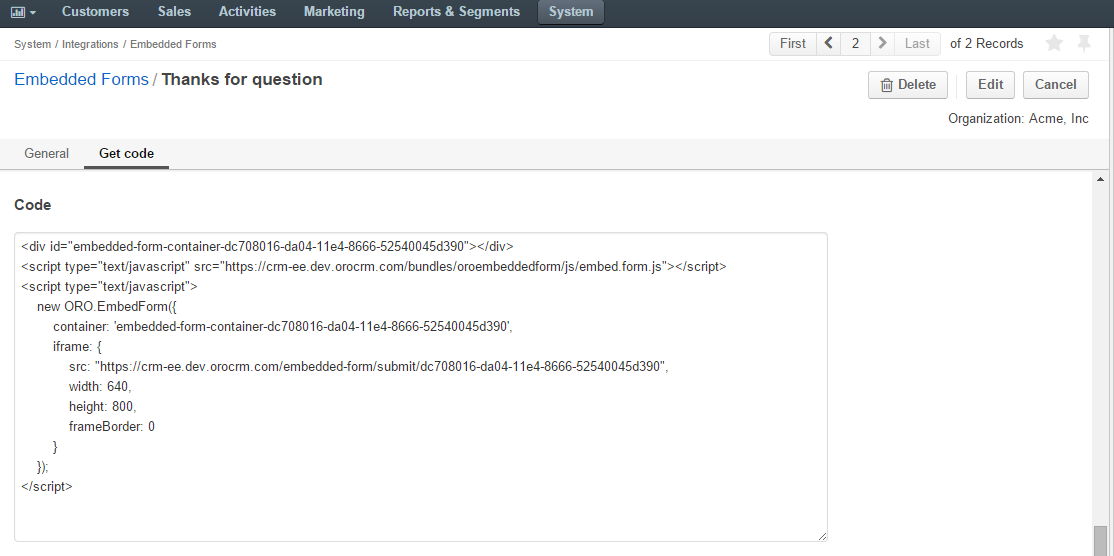 Customers Sales Activities Marketing Reports & Segments System
System / Integrations / Embedded Forms
First 2 Last of 2 Records
Embedded Forms / Thanks for question
Delete Edit Cancel
Organization: Acme, Inc
General Get code
Code
<div id="embedded-form-container-dc708016-da04-11e4-8666-52540045d390"></div>
<script type="text/javascript" src="https://crm-ee.dev.orocrm.com/bundles/oroembeddedform/js/embed.form.js"></script>
<script type="text/javascript">
new ORO.EmbedForm({
container: 'embedded-form-container-dc708016-da04-11e4-8666-52540045d390',
iframe: {
src: "https://crm-ee.dev.orocrm.com/embedded-form/submit/dc708016-da04-11e4-8666-52540045d390",
width: 640,
height: 800,
frameBorder: 0
}
});
</script>